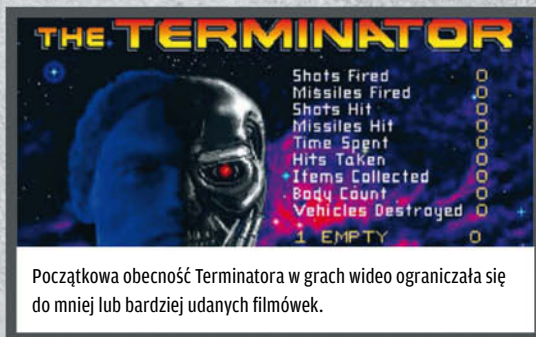 THE TERMINATOR
Shots Fired 0
Missiles Fired 0
Shots Hit 0
Missiles Hit 0
Time Spent 0
Hits Taken 0
Items Collected 0
Body Count 0
Vehicles Destroyed 0
1 EMPTY 0
Początkowa obecność Terminatora w grach wideo ograniczała się
do mniej lub bardziej udanych filmówek.